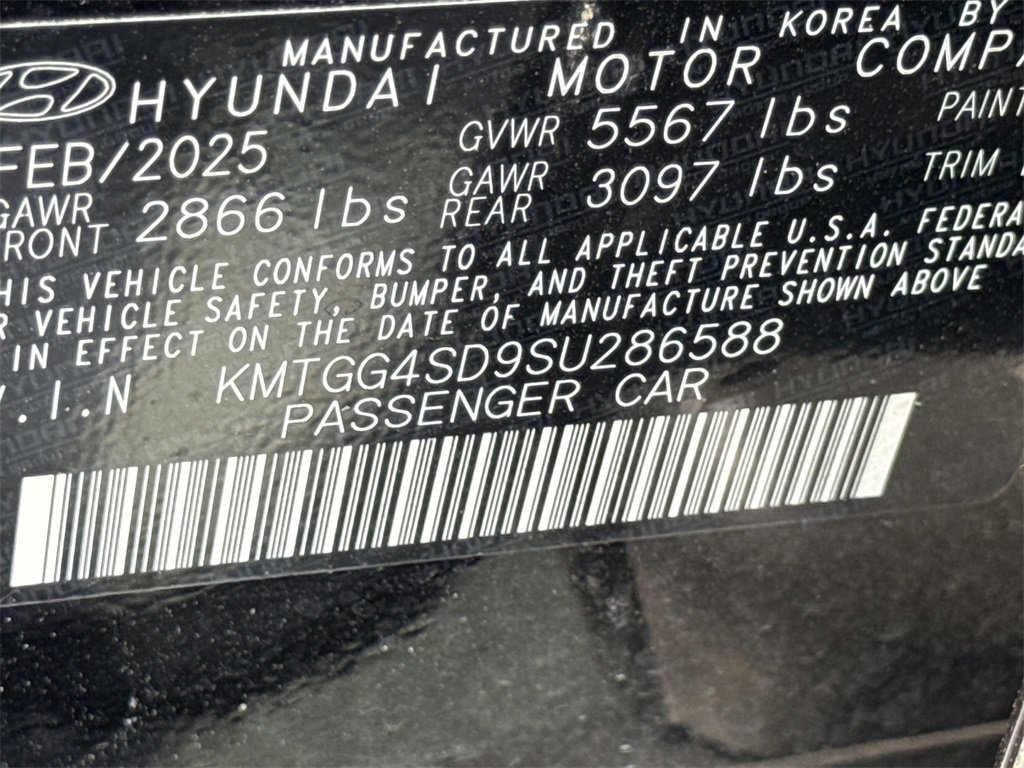 MANUFACTURED IN KOREA BY
HYUNDAI MOTOR COMPA
FEB/2025 GVWR 5567 lbs PAINT
GAWR FRONT 2866 lbs GAWR REAR 3097 lbs TRIM
HIS VEHICLE CONFORMS TO ALL APPLICABLE U.S.A. FEDERA
R VEHICLE SAFETY, BUMPER, AND THEFT PREVENTION STANDA
IN EFFECT ON THE DATE OF MANUFACTURE SHOWN ABOVE
V.I.N KMTGG4SD9SU286588
PASSENGER CAR